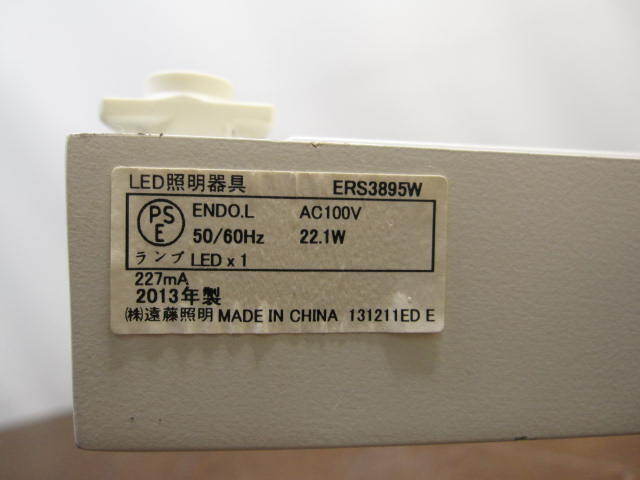 LED照明器具 ERS3895W
PSE ENDO.L AC100V
50/60Hz 22.1W
ランプ LED x 1
227mA
2013年製
㈱遠藤照明 MADE IN CHINA 131211ED E